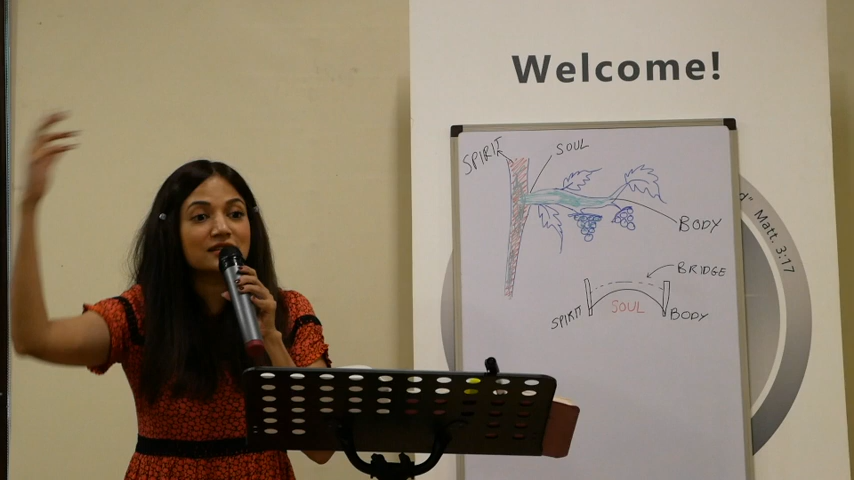 Welcome!
SPIRIT
SOUL
BODY
BRIDGE
SPIRIT
SOUL
BODY
d" Matt. 3:17